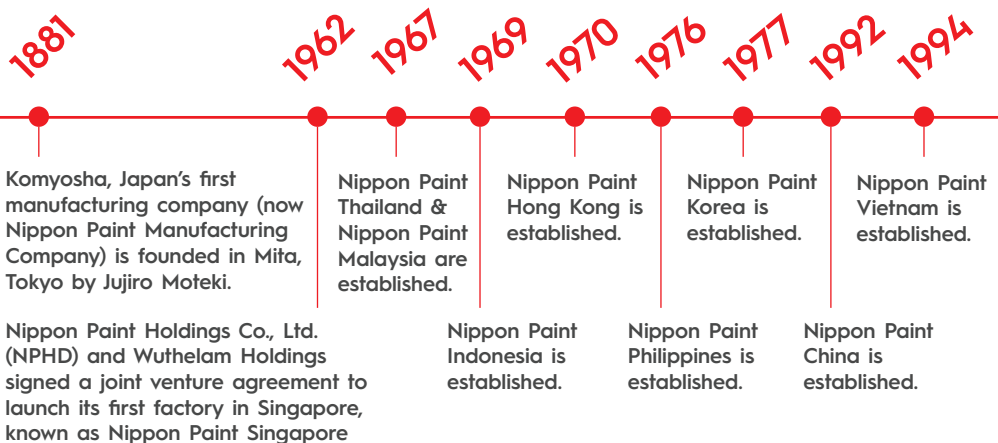 1881
1962
1967
1969
1970
1976
1977
1992
1994
Komyosha, Japan's first
manufacturing company (now
Nippon Paint Manufacturing
Company) is founded in Mita,
Tokyo by Jujiro Moteki.
Nippon Paint Holdings Co., Ltd.
(NPHD) and Wuthelam Holdings
signed a joint venture agreement to
launch its first factory in Singapore,
known as Nippon Paint Singapore
Nippon Paint
Thailand &
Nippon Paint
Malaysia are
established.
Nippon Paint
Indonesia is
established.
Nippon Paint
Hong Kong is
established.
Nippon Paint
Philippines is
established.
Nippon Paint
Korea is
established.
Nippon Paint
China is
established.
Nippon Paint
Vietnam is
established.